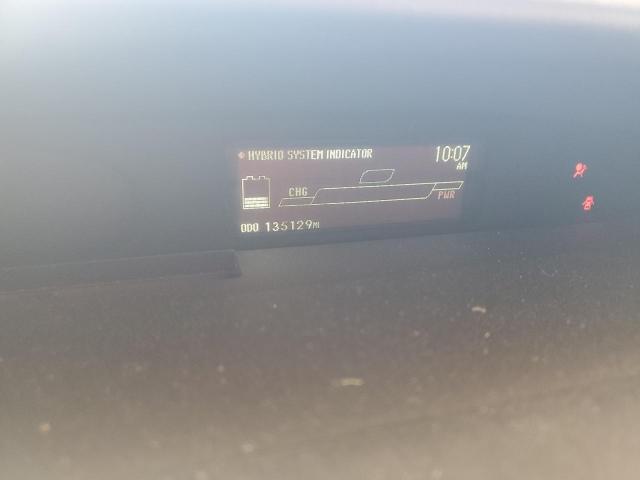 HYBRID SYSTEM INDICATOR
10:07
AM
CHG
PWR
ODO 135129MI